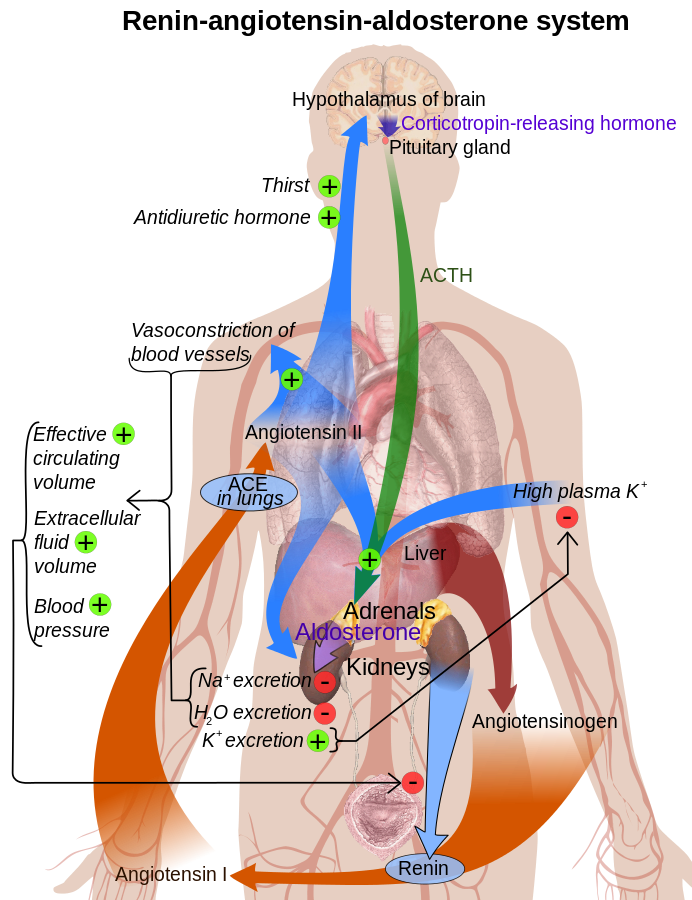 Renin-angiotensin-aldosterone system
Hypothalamus of brain
Corticotropin-releasing hormone
Pituitary gland
Thirst +
Antidiuretic hormone +
ACTH
Vasoconstriction of
blood vessels
+
Angiotensin II
Effective +
circulating
volume
ACE
in lungs
High plasma K+
-
Extracellular
fluid +
volume
+
Liver
Blood +
pressure
Adrenals
Aldosterone
Kidneys
Na+ excretion -
H2O excretion -
K+ excretion +
Angiotensinogen
-
Renin
Angiotensin I